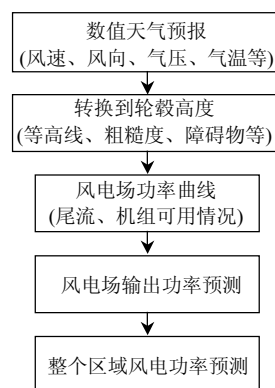 数值天气预报
(风速、风向、气压、气温等)
转换到轮毂高度
(等高线、粗糙度、障碍物等)
风电场功率曲线
(尾流、机组可用情况)
风电场输出功率预测
整个区域风电功率预测